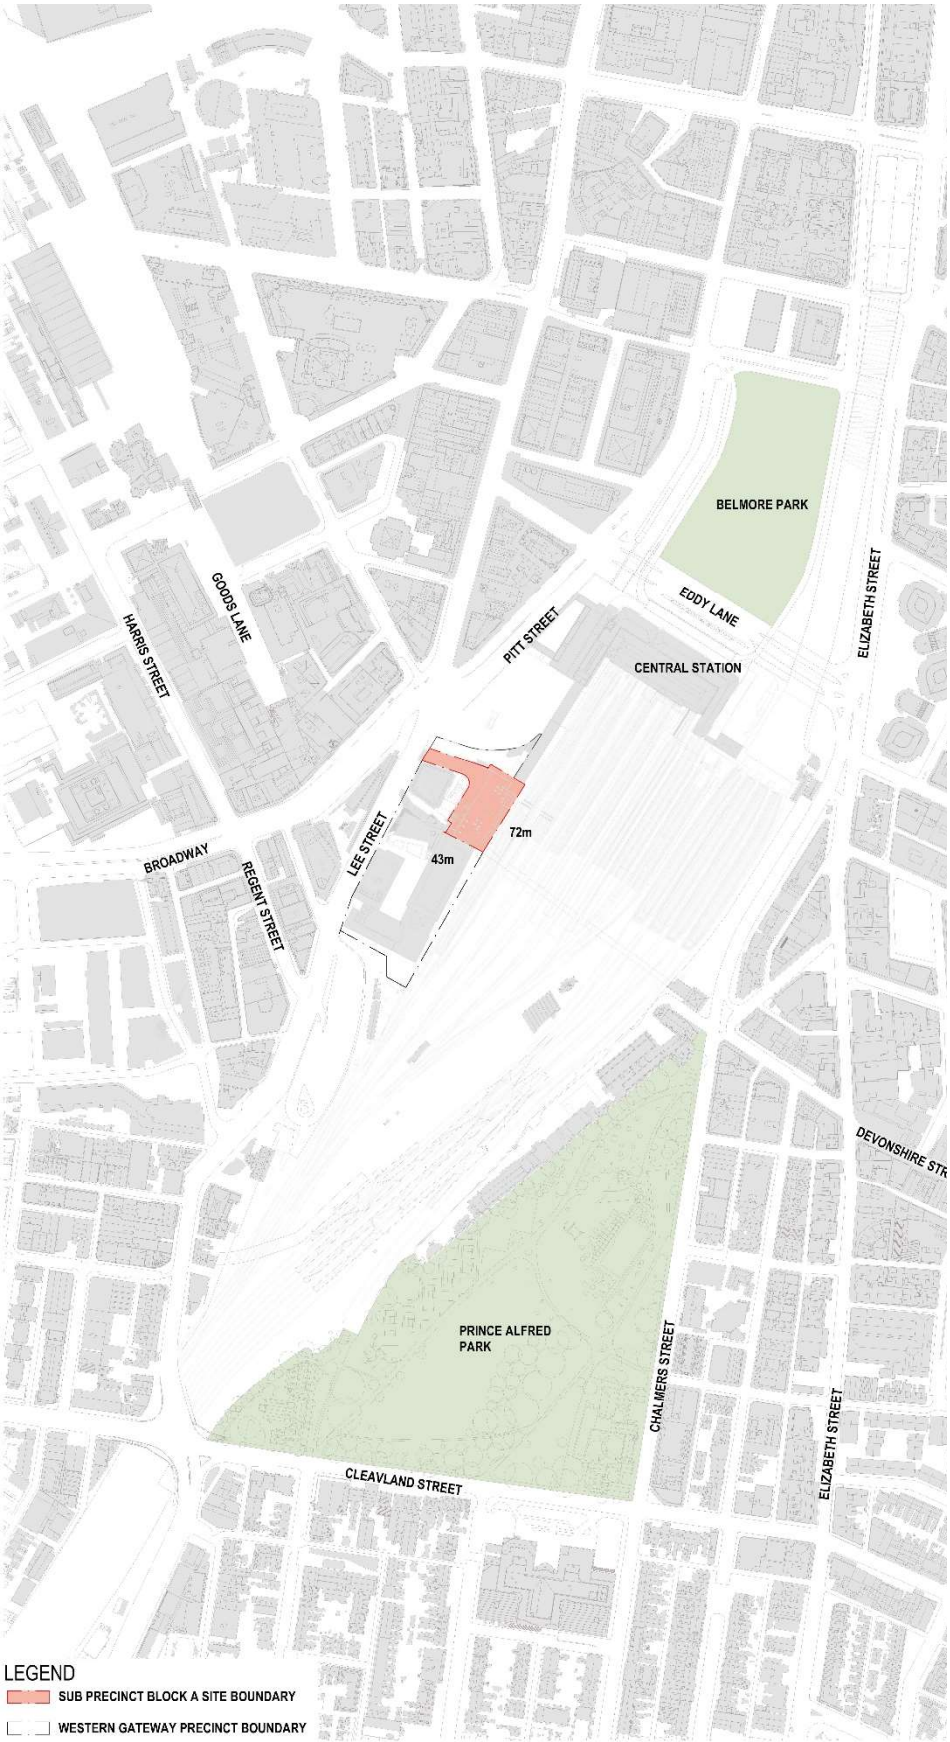 BELMORE PARK
ELIZABETH STREET
EDDY LANE
GOODS LANE
HARRIS STREET
PITT STREET
CENTRAL STATION
72m
43m
LEE STREET
BROADWAY
REGENT STREET
DEVONSHIRE STR
PRINCE ALFRED
PARK
CHALMERS STREET
ELIZABETH STREET
CLEAVLAND STREET
LEGEND
SUB PRECINCT BLOCK A SITE BOUNDARY
WESTERN GATEWAY PRECINCT BOUNDARY